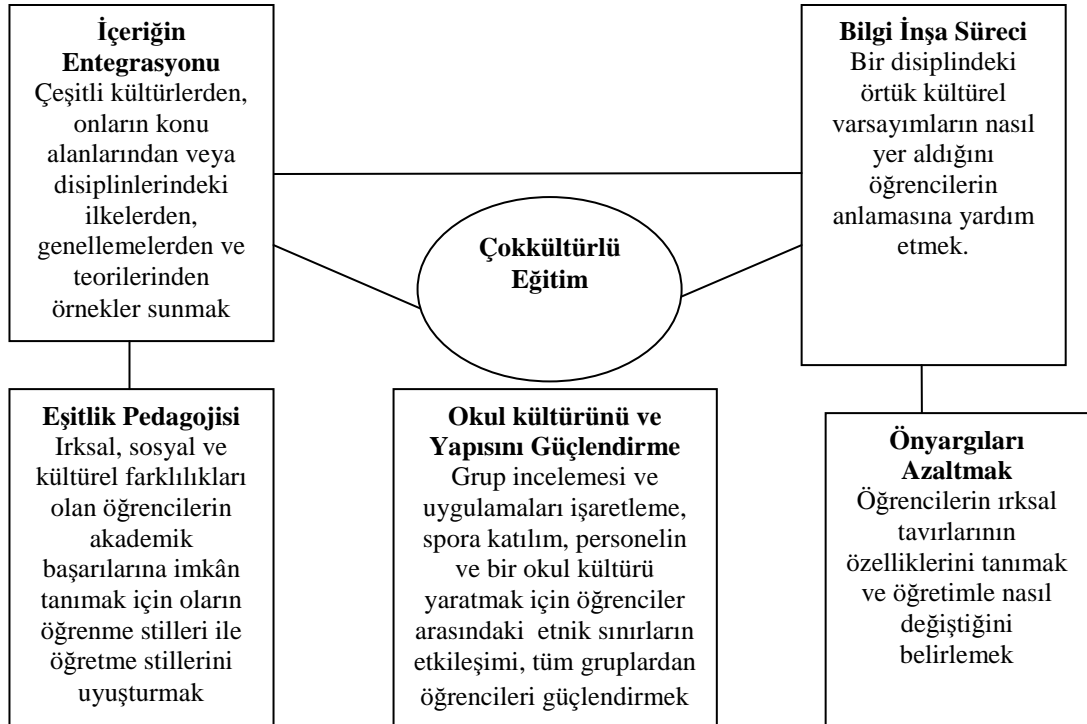 İçeriğin
Entegrasyonu
Çeşitli kültürlerden,
onların konu
alanlarından veya
disiplinlerindeki
ilkelerden,
genellemelerden ve
teorilerinden
örnekler sunmak
Bilgi İnşa Süreci
Bir disiplindeki
örtük kültürel
varsayımların nasıl
yer aldığını
öğrencilerin
anlamasına yardım
etmek.
Çokkültürlü
Eğitim
Eşitlik Pedagojisi
Irksal, sosyal ve
kültürel farklılıkları
olan öğrencilerin
akademik
başarılarına imkân
tanımak için oların
öğrenme stilleri ile
öğretme stillerini
uyuşturmak
Okul kültürünü ve
Yapısını Güçlendirme
Grup incelemesi ve
uygulamaları işaretleme,
spora katılım, personelin
ve bir okul kültürü
yaratmak için öğrenciler
arasındaki etnik sınırların
etkileşimi, tüm gruplardan
öğrencileri güçlendirmek
Önyargıları
Azaltmak
Öğrencilerin ırksal
tavırlarının
özelliklerini tanımak
ve öğretimle nasıl
değiştiğini
belirlemek